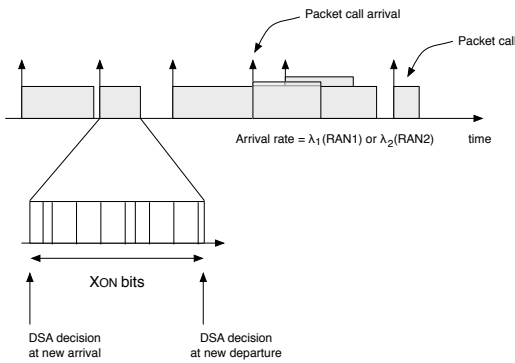 Packet call arrival
Packet call
Arrival rate = λ1(RAN1) or λ2(RAN2)
time
XON bits
DSA decision
at new arrival
DSA decision
at new departure